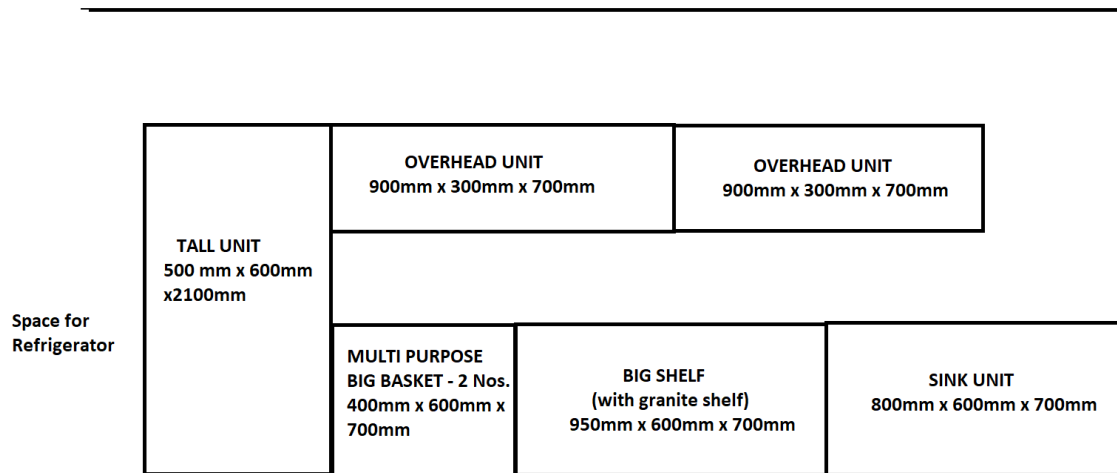 OVERHEAD UNIT
900mm x 300mm x 700mm
OVERHEAD UNIT
900mm x 300mm x 700mm
TALL UNIT
500 mm x 600mm
x2100mm
Space for
Refrigerator
MULTI PURPOSE
BIG BASKET - 2 Nos.
400mm x 600mm x
700mm
BIG SHELF
(with granite shelf)
950mm x 600mm x 700mm
SINK UNIT
800mm x 600mm x 700mm